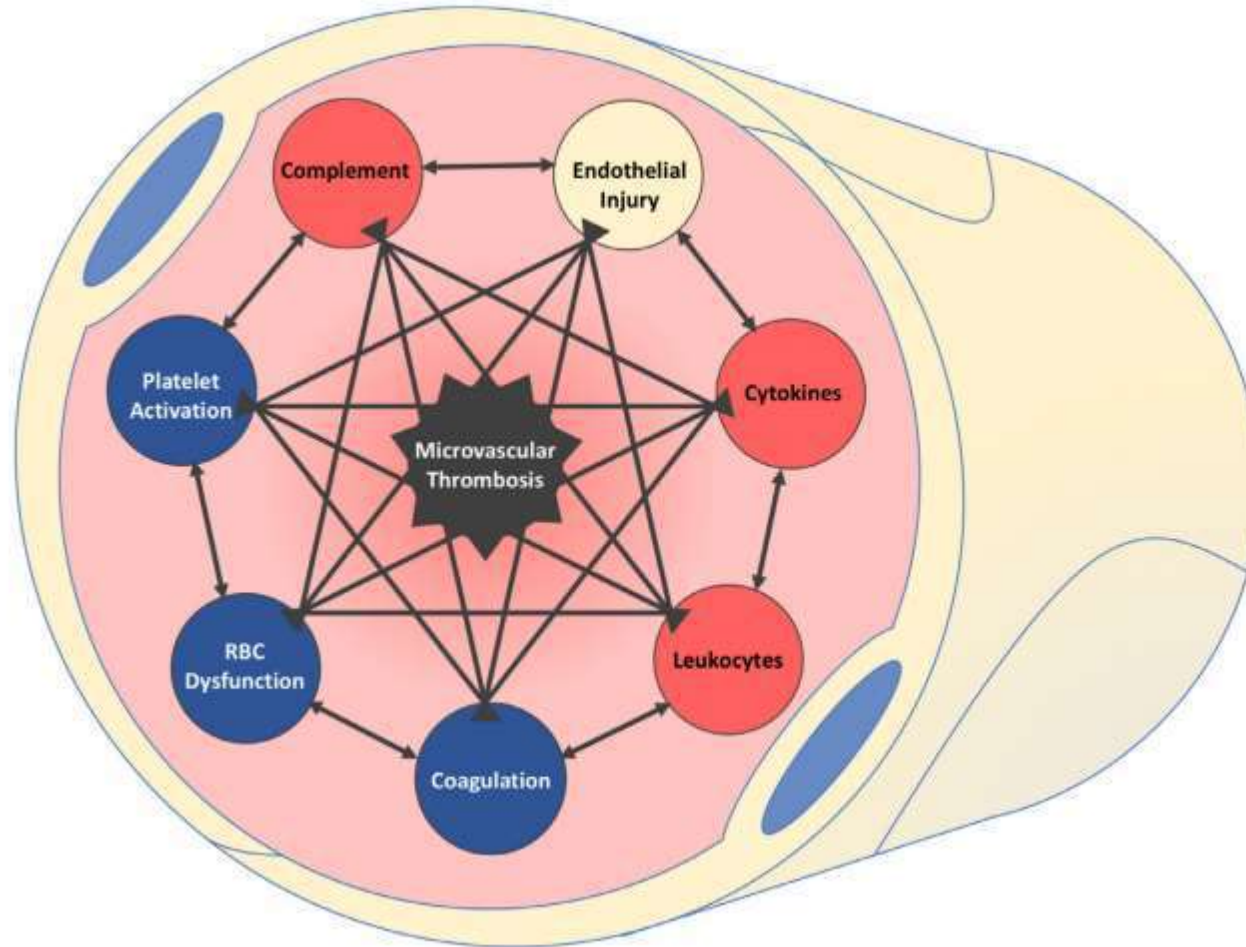 Complement
Endothelial
Injury
Platelet
Activation
Cytokines
Microvascular
Thrombosis
RBC
Dysfunction
Leukocytes
Coagulation